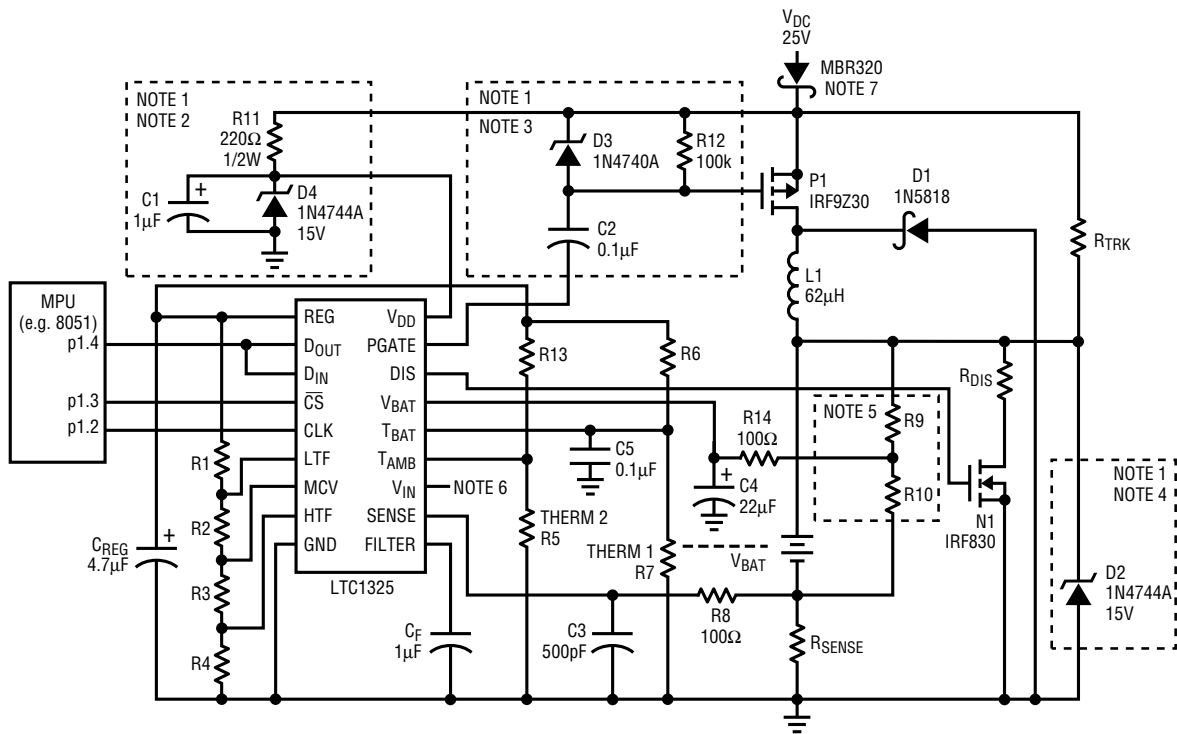 V_DC
25V
MBR320
NOTE 7
NOTE 1
NOTE 2
R11
220Ω
1/2W
C1
1µF
+
D4
1N4744A
15V
NOTE 1
NOTE 3
D3
1N4740A
R12
100k
C2
0.1µF
P1
IRF9Z30
D1
1N5818
R_TRK
L1
62µH
MPU
(e.g. 8051)
p1.4
p1.3
p1.2
REG
D_OUT
D_IN
C̅S̅
CLK
LTF
MCV
HTF
GND
V_DD
PGATE
DIS
V_BAT
T_BAT
T_AMB
V_IN
SENSE
FILTER
LTC1325
NOTE 6
R13
R6
R_DIS
NOTE 5
R9
R10
R14
100Ω
C5
0.1µF
+
C4
22µF
N1
IRF830
NOTE 1
NOTE 4
D2
1N4744A
15V
R1
R2
R3
R4
+
C_REG
4.7µF
THERM 2
R5
THERM 1
R7
V_BAT
R8
100Ω
R_SENSE
C_F
1µF
C3
500pF